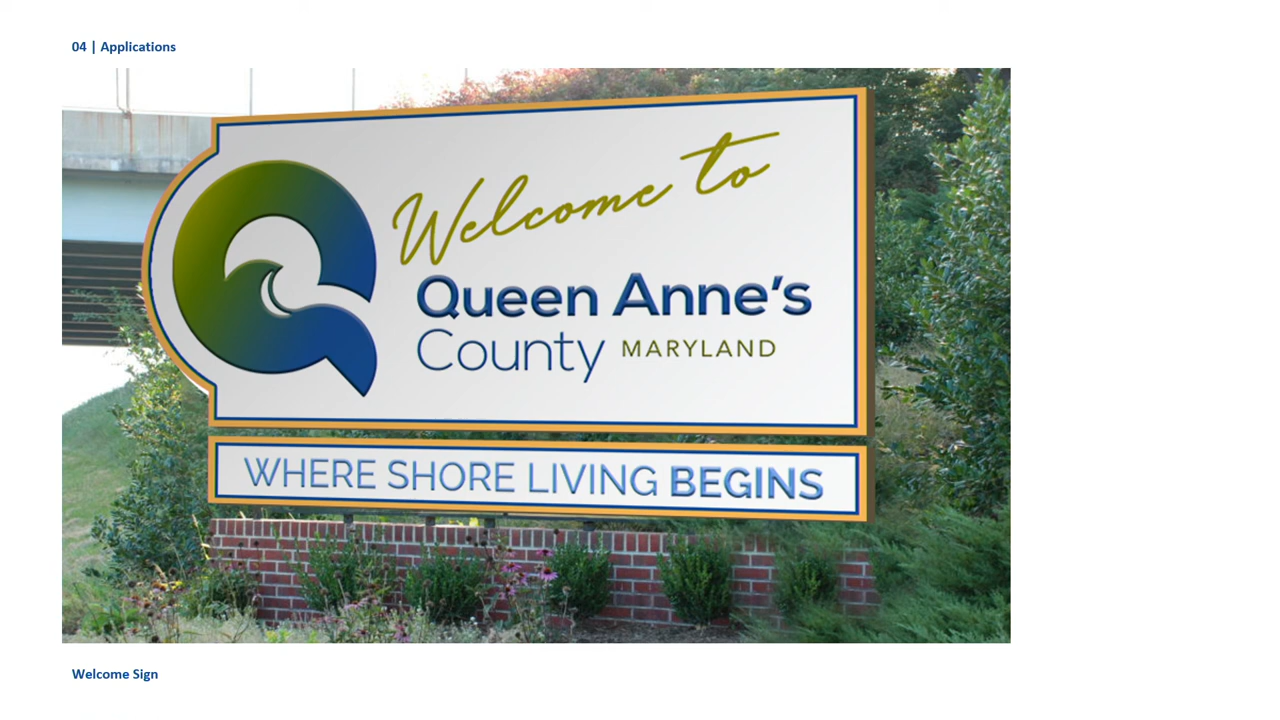 04 | Applications
Welcome to
Queen Anne's
County MARYLAND
WHERE SHORE LIVING BEGINS
Welcome Sign